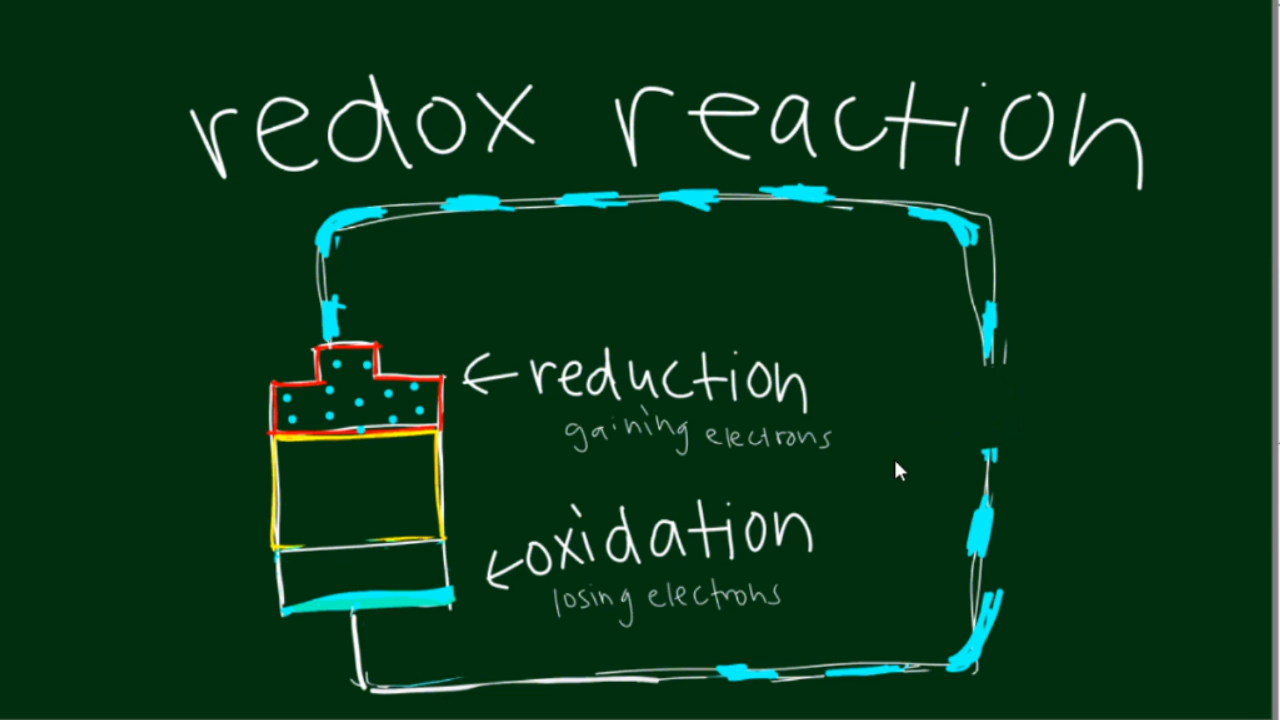 redox reaction
←reduction
gaining electrons
←oxidation
losing electrons